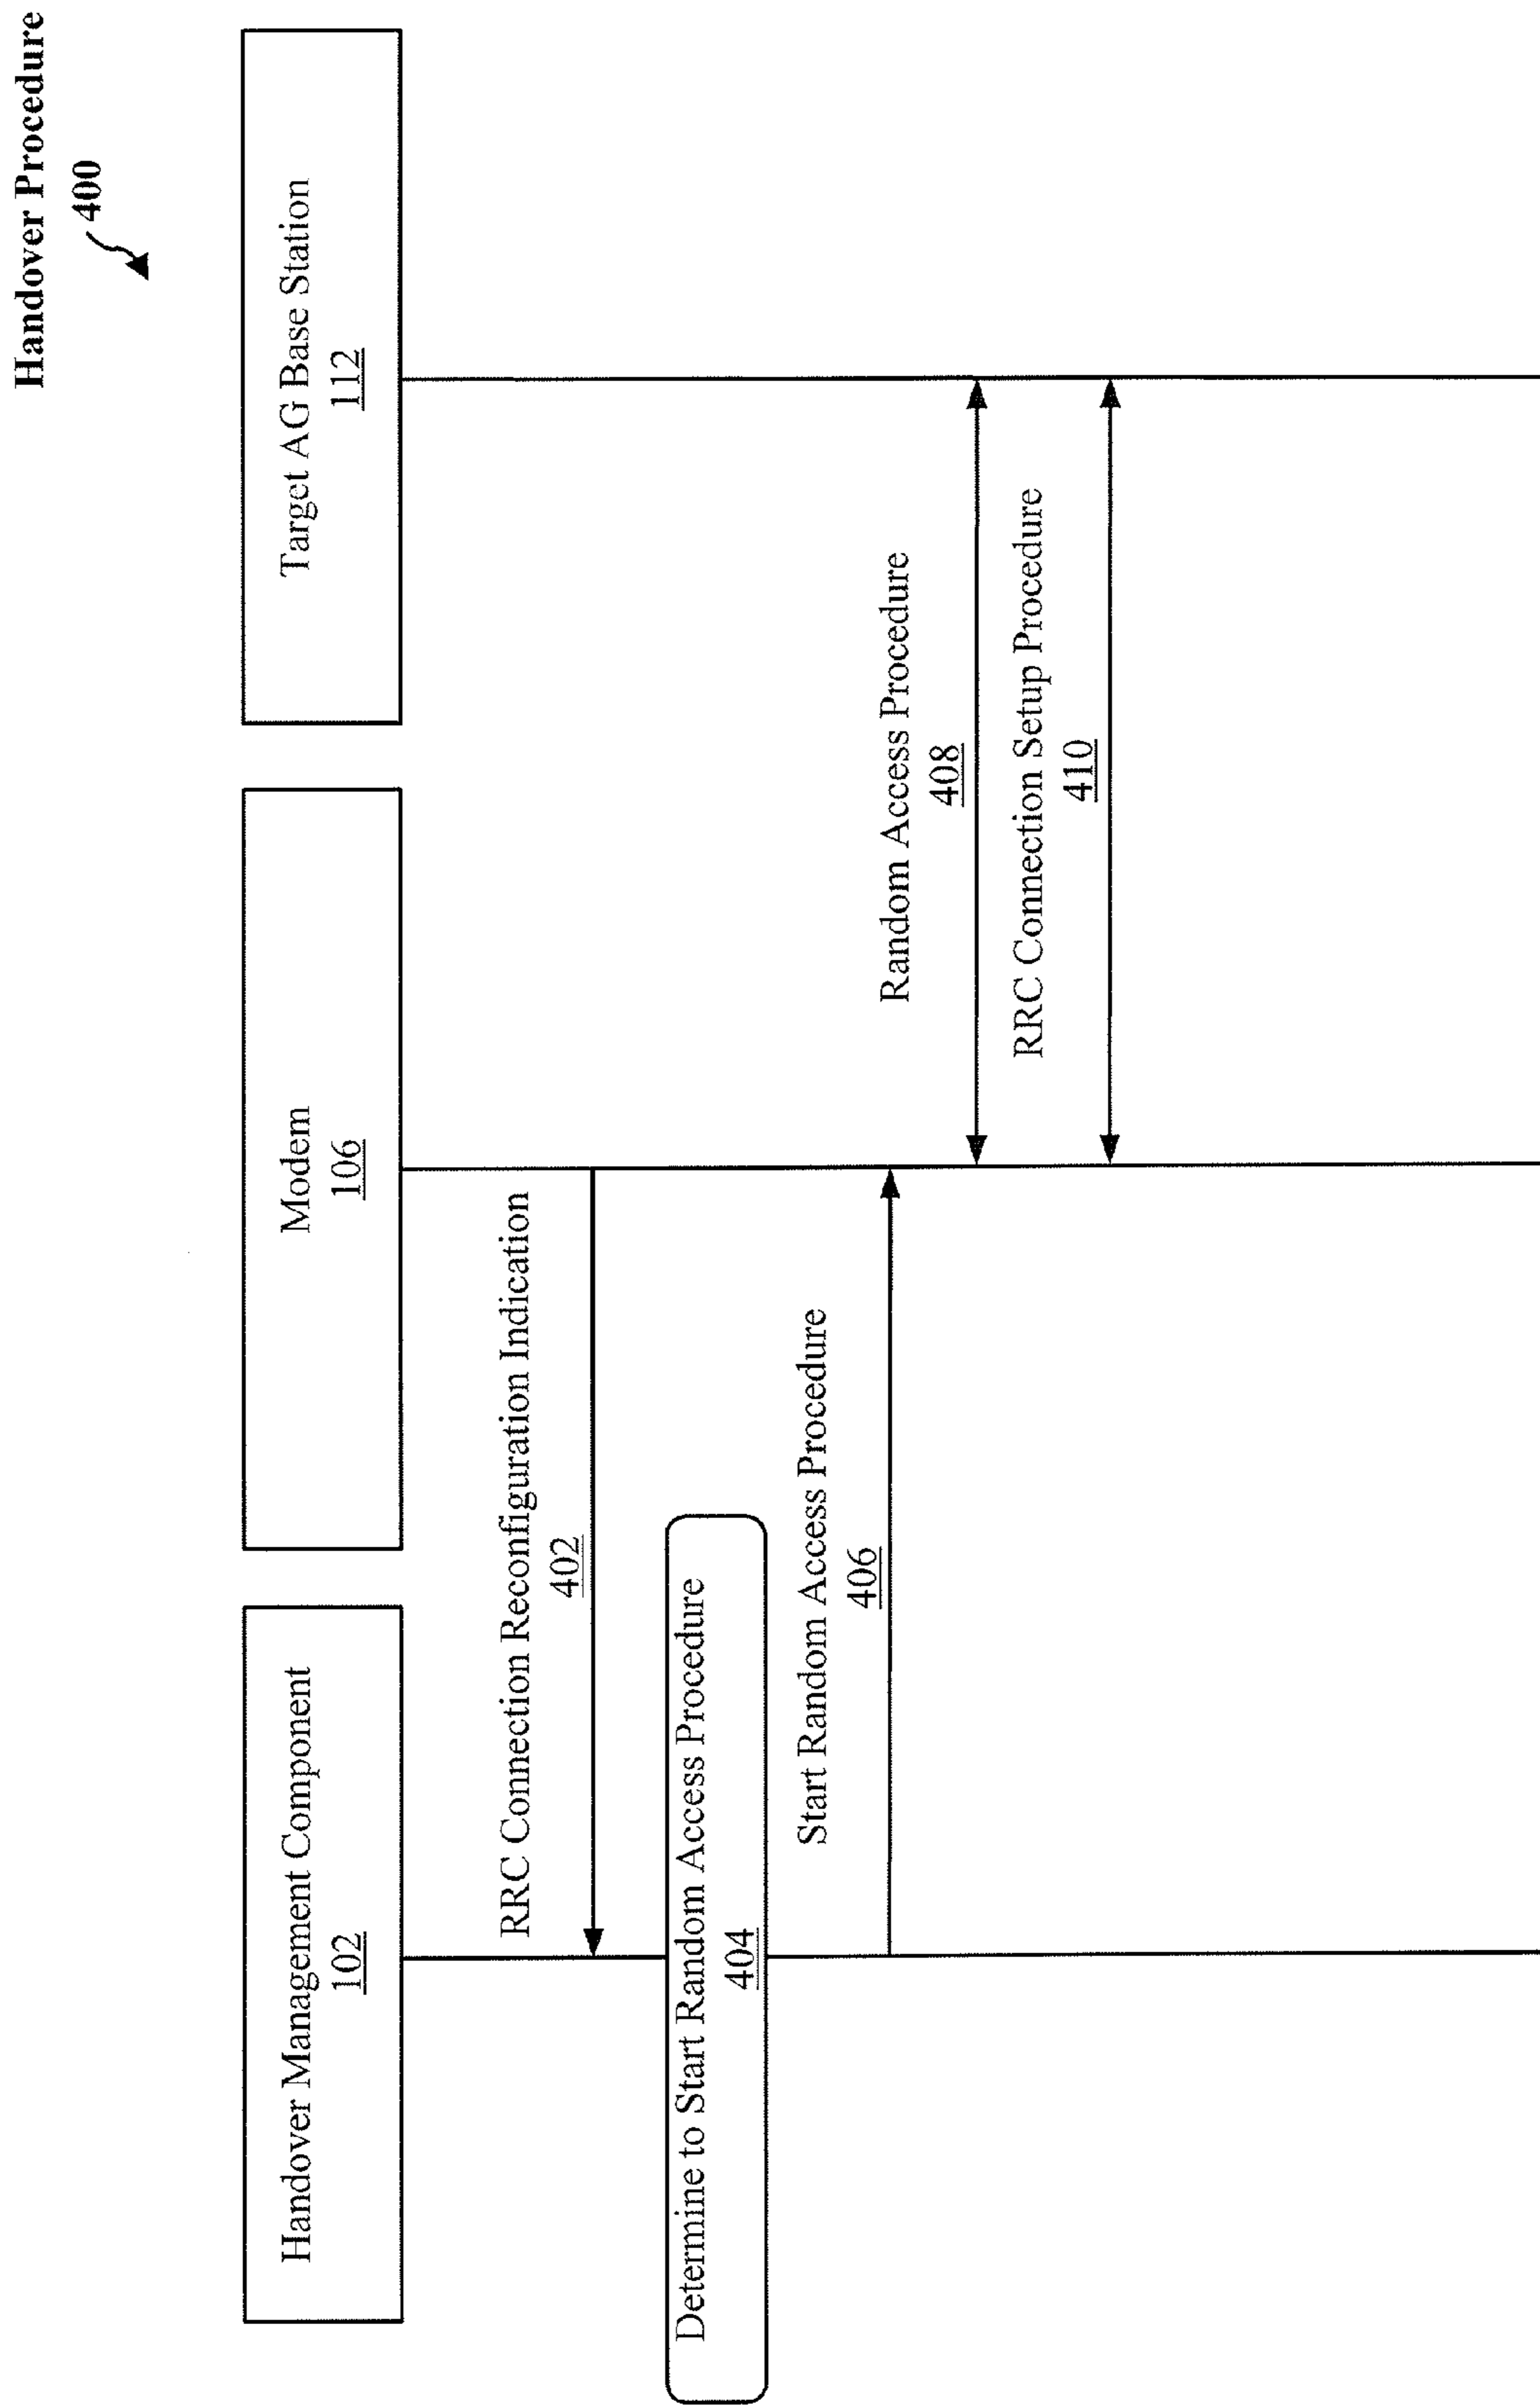 Handover Procedure
400
Handover Management Component
102
Modem
106
Target AG Base Station
112
RRC Connection Reconfiguration Indication
402
Determine to Start Random Access Procedure
404
Start Random Access Procedure
406
Random Access Procedure
408
RRC Connection Setup Procedure
410